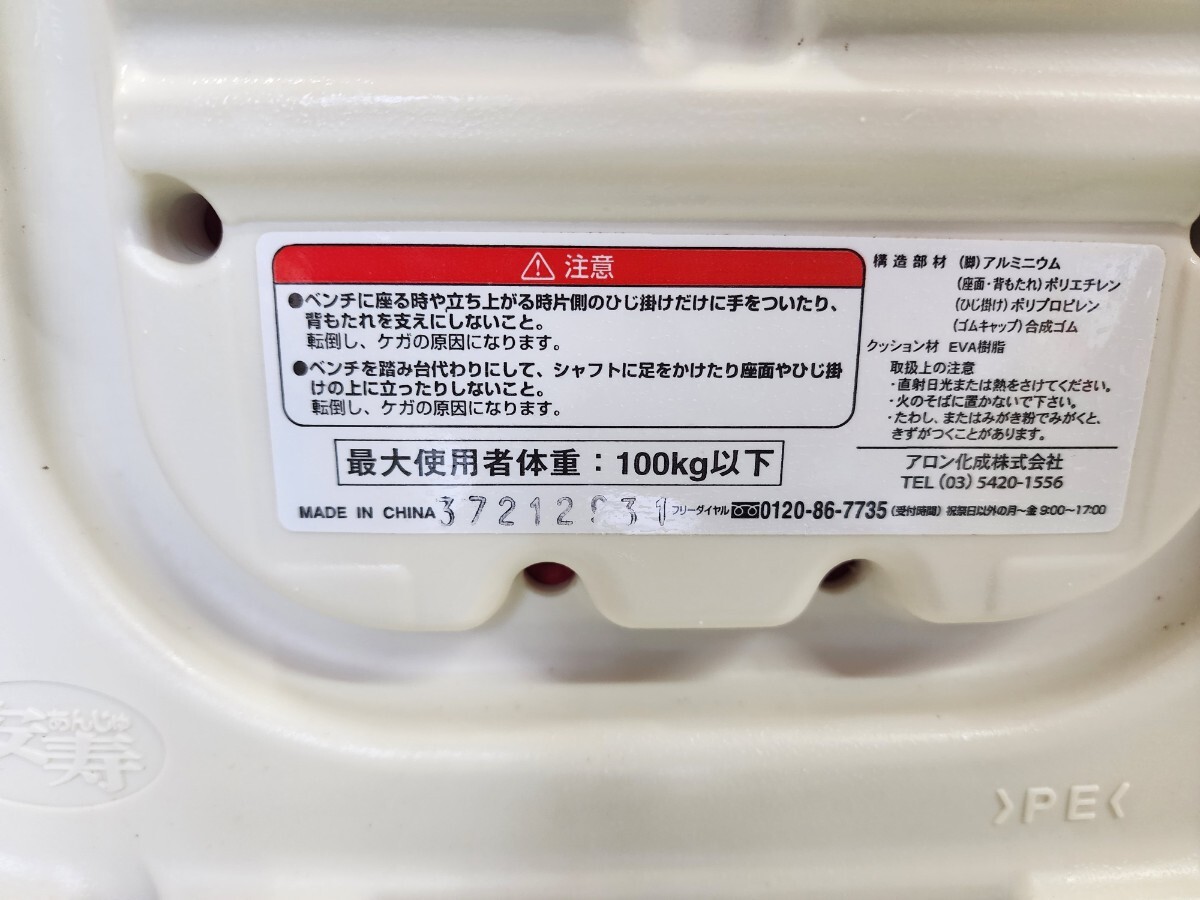 ⚠ 注意
●ベンチに座る時や立ち上がる時片側のひじ掛けだけに手をついたり、
背もたれを支えにしないこと。
転倒し、ケガの原因になります。
●ベンチを踏み台代わりにして、シャフトに足をかけたり座面やひじ掛
けの上に立ったりしないこと。
転倒し、ケガの原因になります。
最大使用者体重：100kg以下
構造部材 (脚)アルミニウム
(座面・背もたれ)ポリエチレン
(ひじ掛け)ポリプロピレン
(ゴムキャップ)合成ゴム
クッション材 EVA樹脂
取扱上の注意
・直射日光または熱をさけてください。
・火のそばに置かないで下さい。
・たわし、またはみがき粉でみがくと、
きずがつくことがあります。
アロン化成株式会社
TEL(03)5420-1556
MADE IN CHINA 37212 31 フリーダイヤル 0120-86-7735 (受付時間) 祝祭日以外の月～金 9:00～17:00
あんじゅ
安寿
>PE<